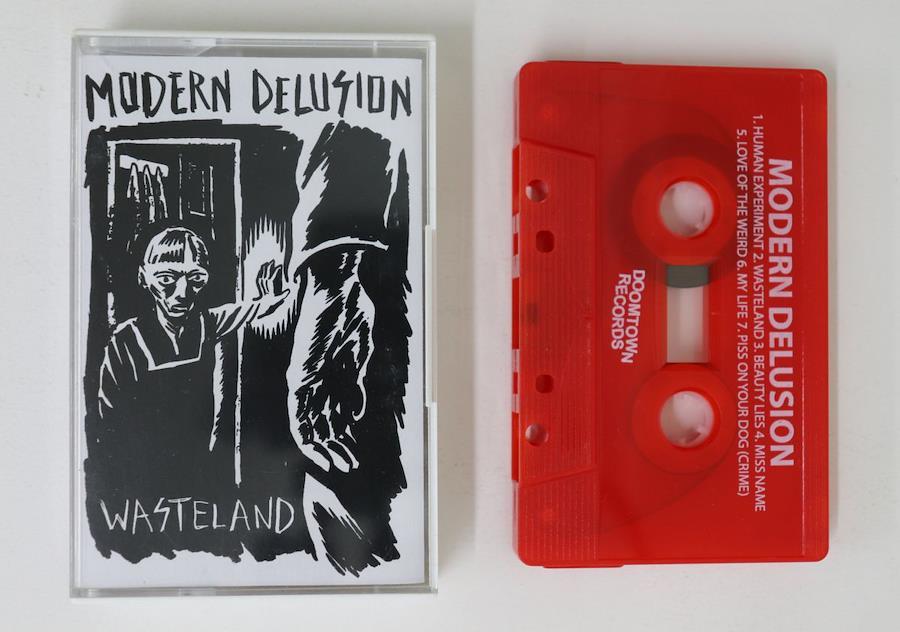 MODERN DELUSION
WASTELAND
MODERN DELUSION
1. HUMAN EXPERIMENT 2. WASTELAND 3. BEAUTY LIES 4. MISS NAME
5. LOVE OF THE WEIRD 6. MY LIFE 7. PISS ON YOUR DOG (CRIME)
DOOMTOWN
RECORDS